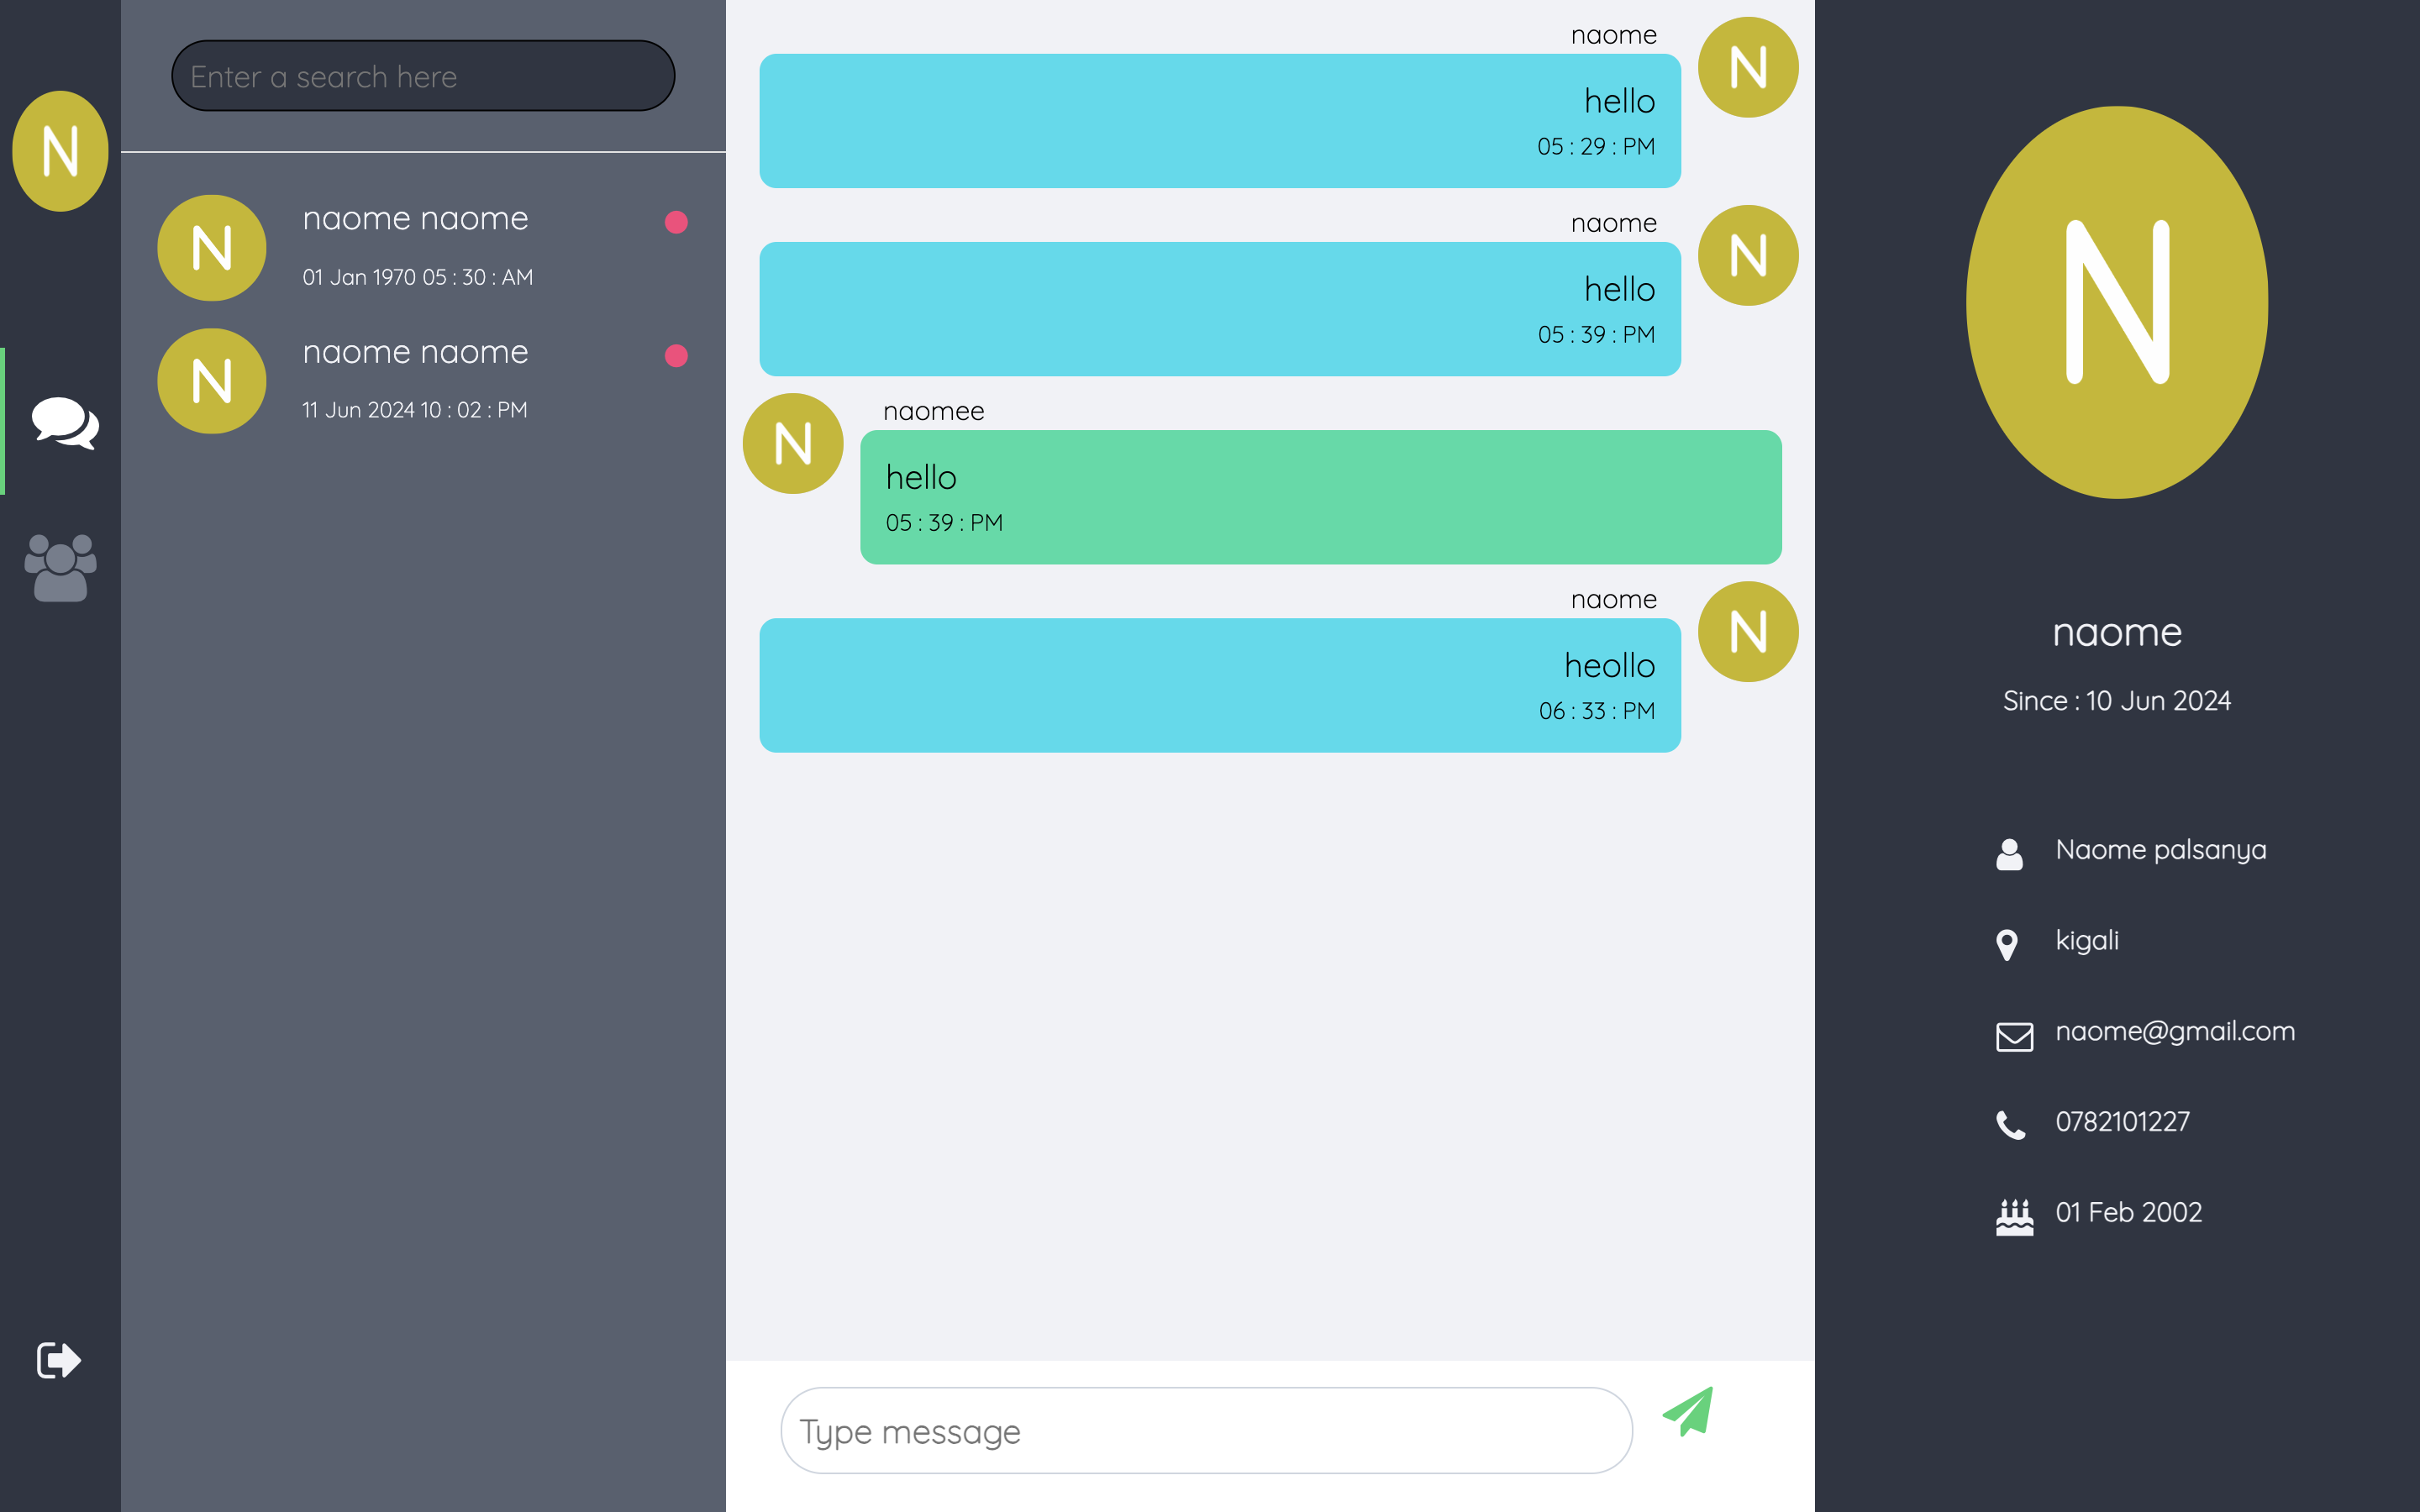 N
Enter a search here
N
naome naome
01 Jan 1970 05 : 30 : AM
N
naome naome
11 Jun 2024 10 : 02 : PM
naome
N
hello
05 : 29 : PM
naome
N
hello
05 : 39 : PM
N
naomee
hello
05 : 39 : PM
naome
N
heollo
06 : 33 : PM
Type message
N
naome
Since : 10 Jun 2024
Naome palsanya
kigali
naome@gmail.com
0782101227
01 Feb 2002